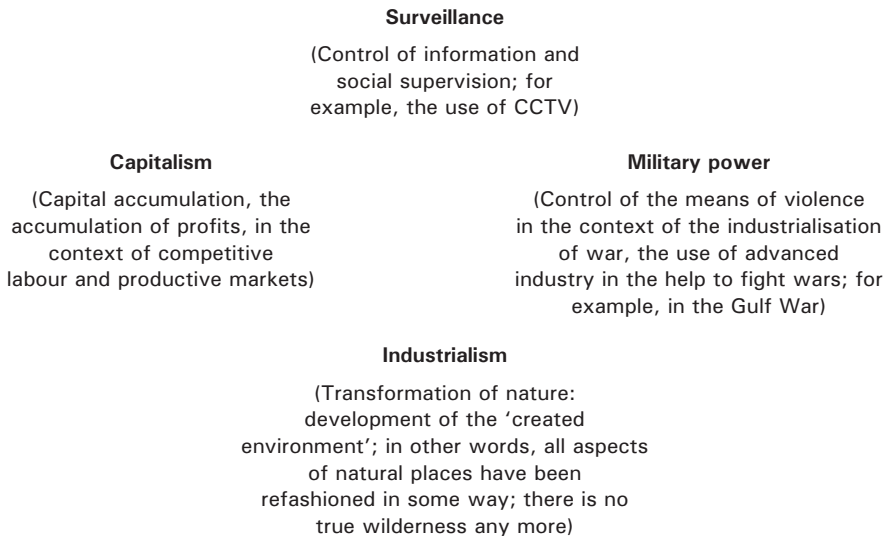 Surveillance
(Control of information and
social supervision; for
example, the use of CCTV)
Capitalism
(Capital accumulation, the
accumulation of profits, in the
context of competitive
labour and productive markets)
Military power
(Control of the means of violence
in the context of the industrialisation
of war, the use of advanced
industry in the help to fight wars; for
example, in the Gulf War)
Industrialism
(Transformation of nature:
development of the ‘created
environment’; in other words, all aspects
of natural places have been
refashioned in some way; there is no
true wilderness any more)